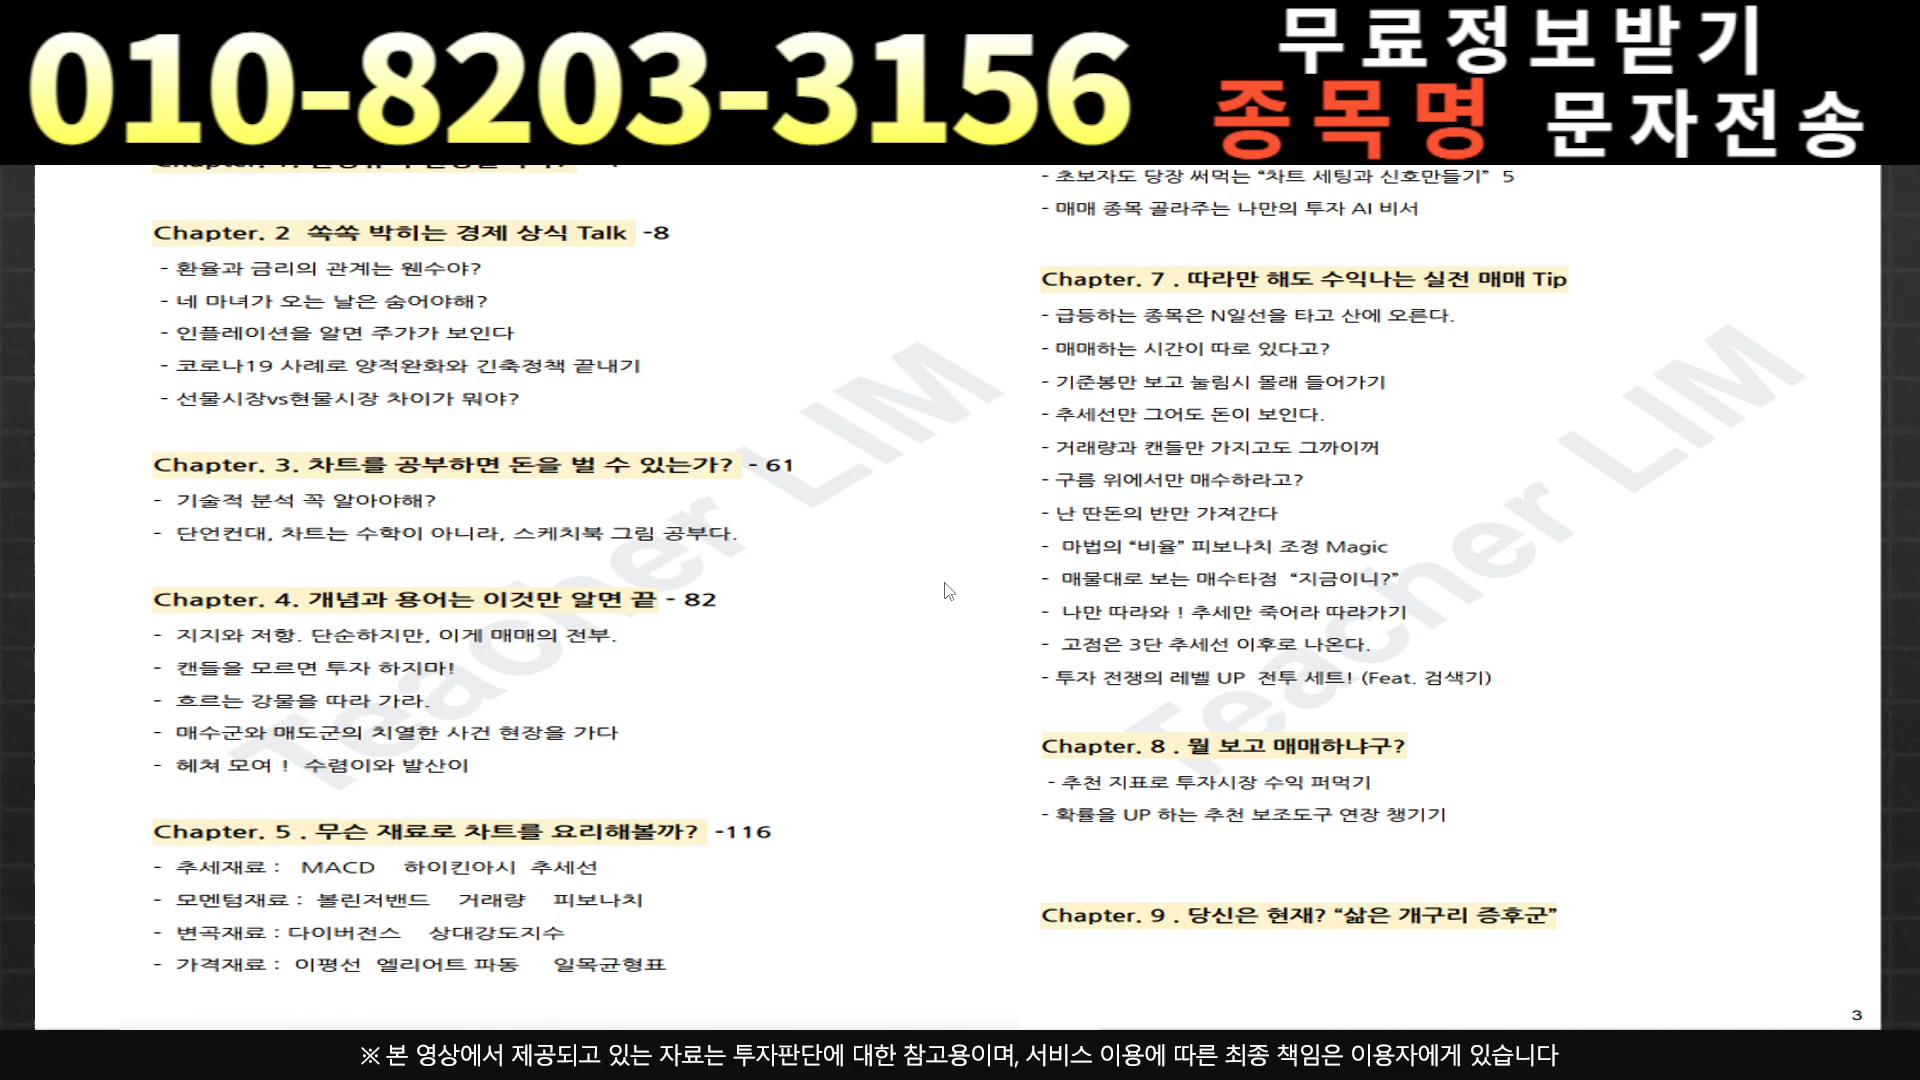 010-8203-3156
무료정보받기
종목명 문자전송
Chapter. 2 쏙쏙 박히는 경제 상식 Talk -8
- 환율과 금리의 관계는 웬수야?
- 네 마녀가 오는 날은 숨어야해?
- 인플레이션을 알면 주가가 보인다
- 코로나19 사례로 양적완화와 긴축정책 끝내기
- 선물시장vs현물시장 차이가 뭐야?
Chapter. 3. 차트를 공부하면 돈을 벌 수 있는가? - 61
- 기술적 분석 꼭 알아야해?
- 단언컨대, 차트는 수학이 아니라, 스케치북 그림 공부다.
Chapter. 4. 개념과 용어는 이것만 알면 끝 - 82
- 지지와 저항. 단순하지만, 이게 매매의 전부.
- 캔들을 모르면 투자 하지마!
- 흐르는 강물을 따라 가라.
- 매수군와 매도군의 치열한 사건 현장을 가다
- 헤쳐 모여 ! 수렴이와 발산이
Chapter. 5 . 무슨 재료로 차트를 요리해볼까? -116
- 추세재료 : MACD 하이킨아시 추세선
- 모멘텀재료 : 볼린저밴드 거래량 피보나치
- 변곡재료 : 다이버전스 상대강도지수
- 가격재료 : 이평선 엘리어트 파동 일목균형표
- 초보자도 당장 써먹는 “차트 세팅과 신호만들기” 5
- 매매 종목 골라주는 나만의 투자 AI 비서
Chapter. 7 . 따라만 해도 수익나는 실전 매매 Tip
- 급등하는 종목은 N일선을 타고 산에 오른다.
- 매매하는 시간이 따로 있다고?
- 기준봉만 보고 눌림시 몰래 들어가기
- 추세선만 그어도 돈이 보인다.
- 거래량과 캔들만 가지고도 그까이꺼
- 구름 위에서만 매수하라고?
- 난 딴돈의 반만 가져간다
- 마법의 “비율” 피보나치 조정 Magic
- 매물대로 보는 매수타점 “지금이니?”
- 나만 따라와 ! 추세만 죽어라 따라가기
- 고점은 3단 추세선 이후로 나온다.
- 투자 전쟁의 레벨 UP 전투 세트! (Feat. 검색기)
Chapter. 8 . 뭘 보고 매매하냐구?
- 추천 지표로 투자시장 수익 퍼먹기
- 확률을 UP 하는 추천 보조도구 연장 챙기기
Chapter. 9 . 당신은 현재? “삶은 개구리 증후군”
Teacher LIM
Teacher LIM
3
※ 본 영상에서 제공되고 있는 자료는 투자판단에 대한 참고용이며, 서비스 이용에 따른 최종 책임은 이용자에게 있습니다